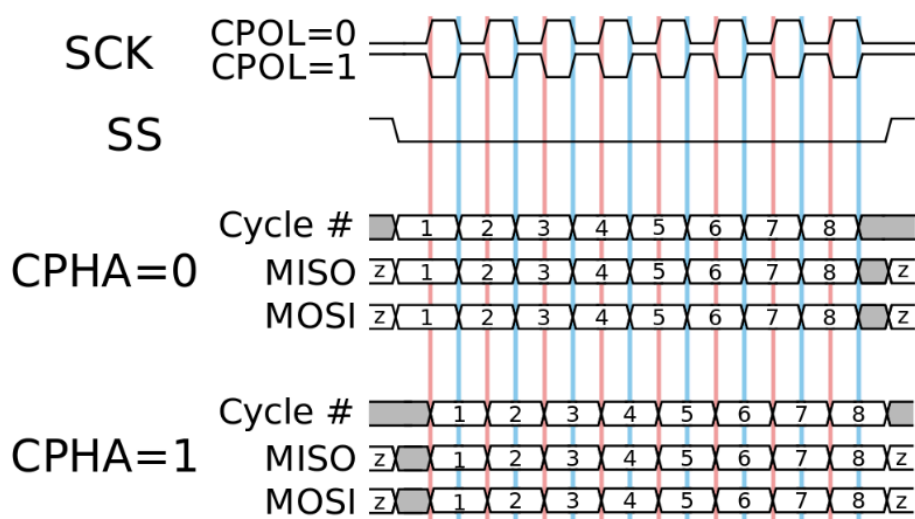 SCK CPOL=0
CPOL=1
SS
Cycle # 1 2 3 4 5 6 7 8
CPHA=0
MISO z 1 2 3 4 5 6 7 8 z
MOSI z 1 2 3 4 5 6 7 8 z
Cycle # 1 2 3 4 5 6 7 8
CPHA=1
MISO z 1 2 3 4 5 6 7 8 z
MOSI z 1 2 3 4 5 6 7 8 z